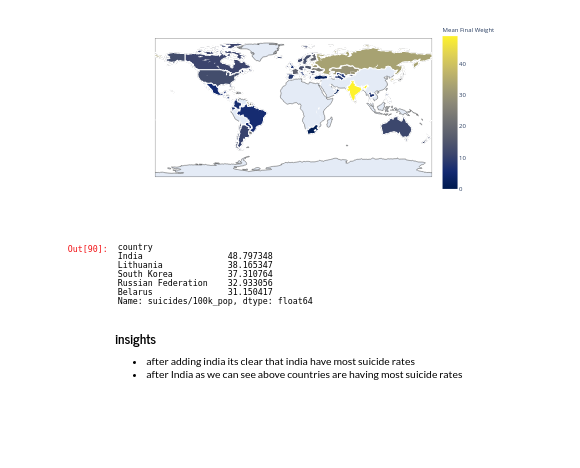 Mean Final Weight
40
30
20
10
0
Out[90]:
country
India 48.797348
Lithuania 38.165347
South Korea 37.310764
Russian Federation 32.933056
Belarus 31.150417
Name: suicides/100k_pop, dtype: float64
insights
• after adding india its clear that india have most suicide rates
• after India as we can see above countries are having most suicide rates